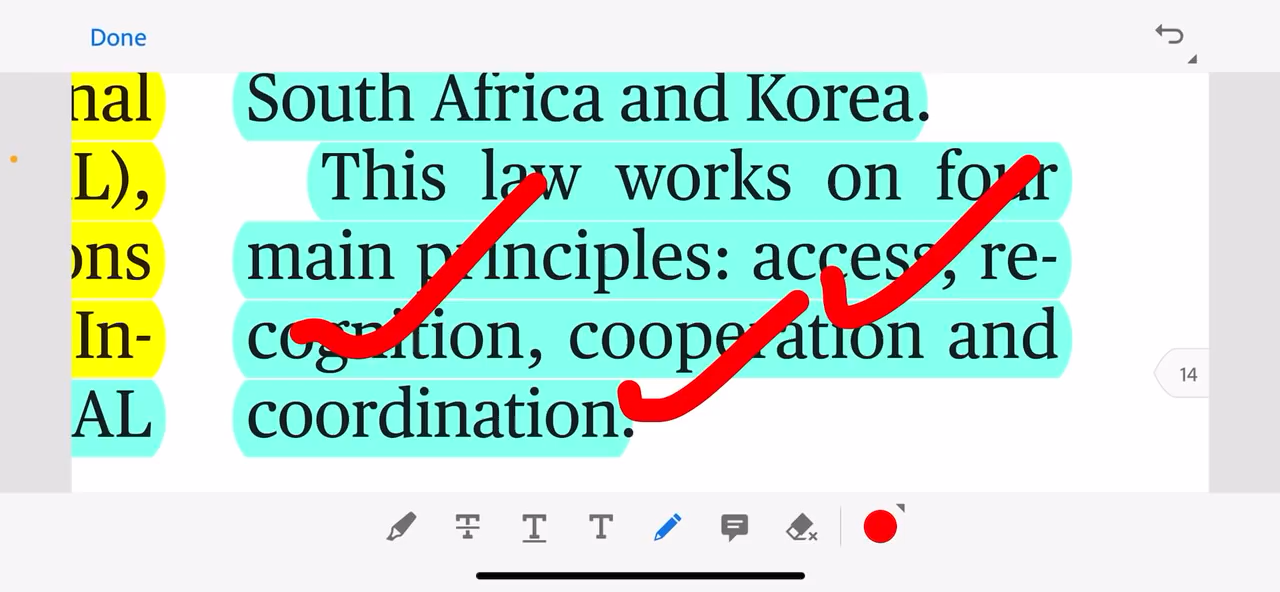 Done
nal
L),
ons
In-
AL
South Africa and Korea.
This law works on four
main principles: access, re-
cognition, cooperation and
coordination.
14
T
T
T